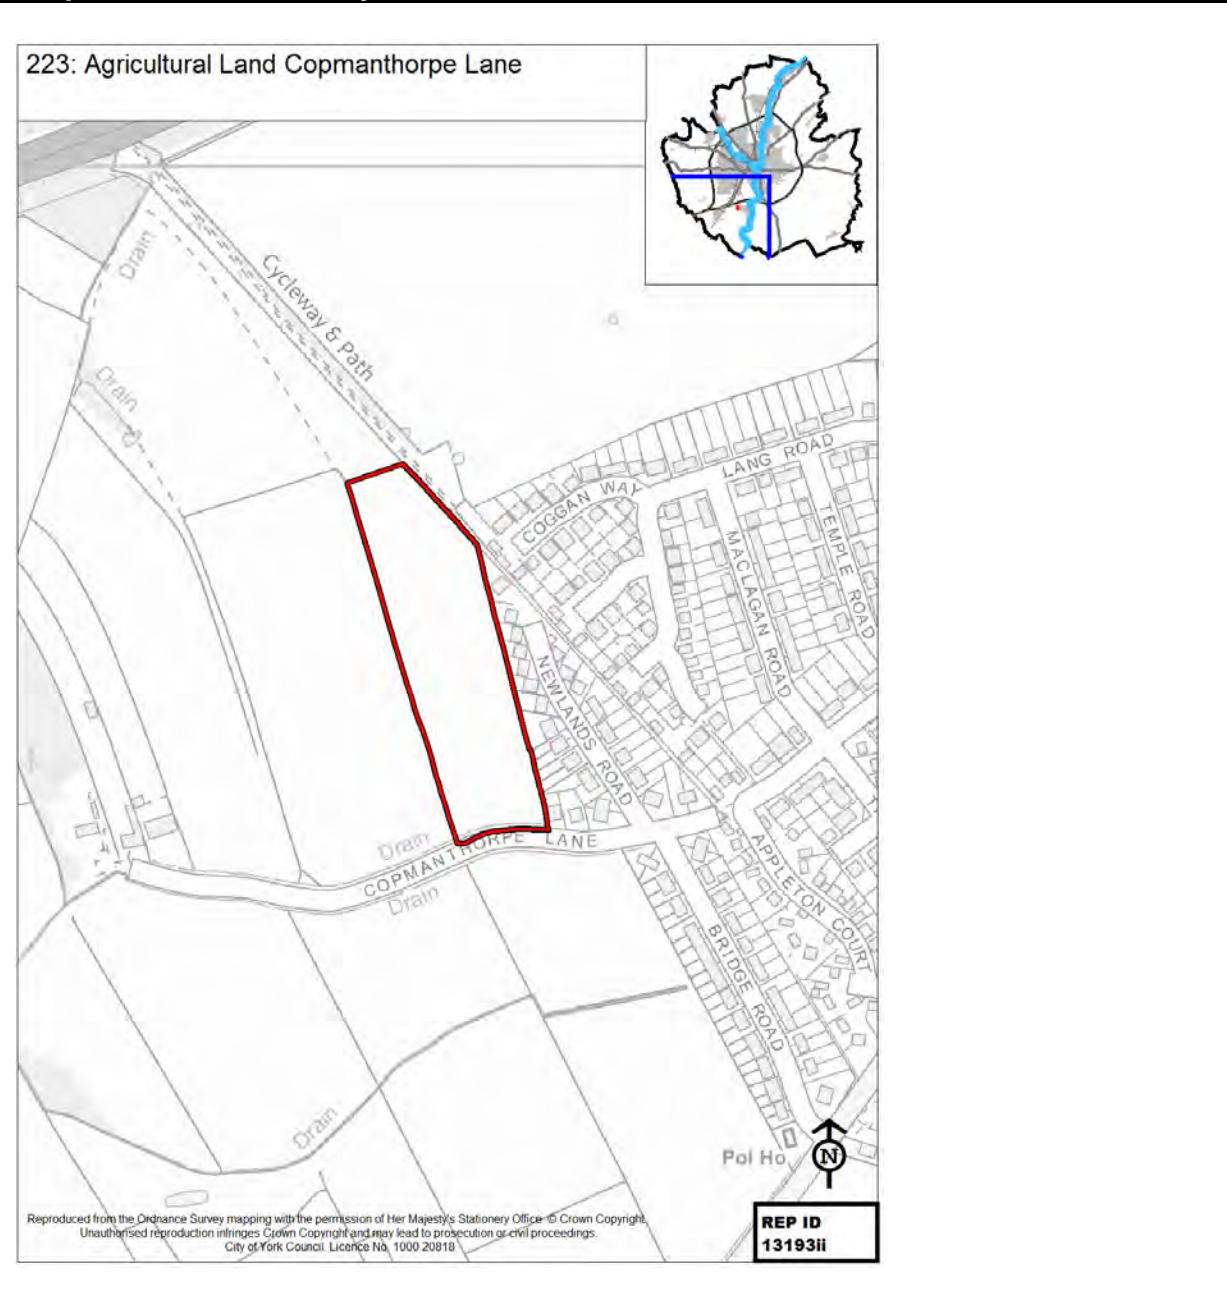 223: Agricultural Land Copmanthorpe Lane
Drain
Cycleway & Path
Drain
LANG ROAD
COGGAN WAY
TEMPLE ROAD
MACLAGAN ROAD
NEWLANDS ROAD
Drain
COPMANTHORPE LANE
Drain
APPLETON COURT
BRIDGE ROAD
Drain
Pol Ho
N
Reproduced from the Ordnance Survey mapping with the permission of Her Majesty's Stationery Office © Crown Copyright.
Unauthorised reproduction infringes Crown Copyright and may lead to prosecution or civil proceedings.
City of York Council. Licence No. 1000 20818
REP ID
13193ii